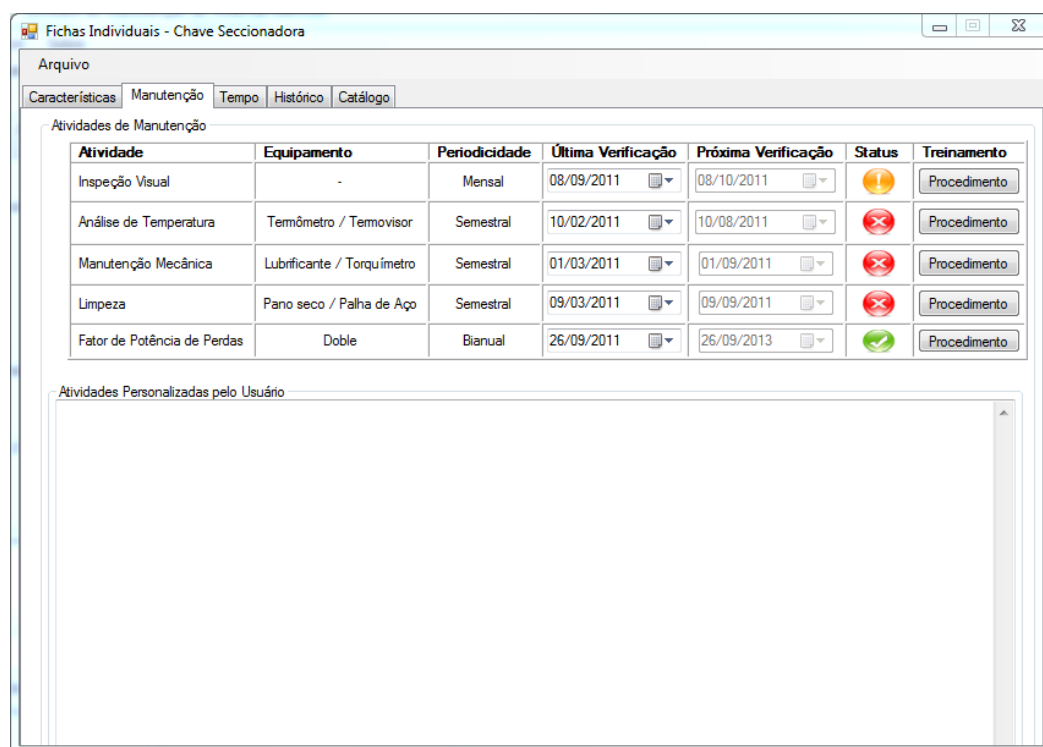 Fichas Individuais - Chave Seccionadora
Arquivo
Características Manutenção Tempo Histórico Catálogo
Atividades de Manutenção
Atividade Equipamento Periodicidade Última Verificação Próxima Verificação Status Treinamento
Inspeção Visual - Mensal 08/09/2011 08/10/2011 Procedimento
Análise de Temperatura Termômetro / Termovisor Semestral 10/02/2011 10/08/2011 Procedimento
Manutenção Mecânica Lubrificante / Torquímetro Semestral 01/03/2011 01/09/2011 Procedimento
Limpeza Pano seco / Palha de Aço Semestral 09/03/2011 09/09/2011 Procedimento
Fator de Potência de Perdas Doble Bianual 26/09/2011 26/09/2013 Procedimento
Atividades Personalizadas pelo Usuário